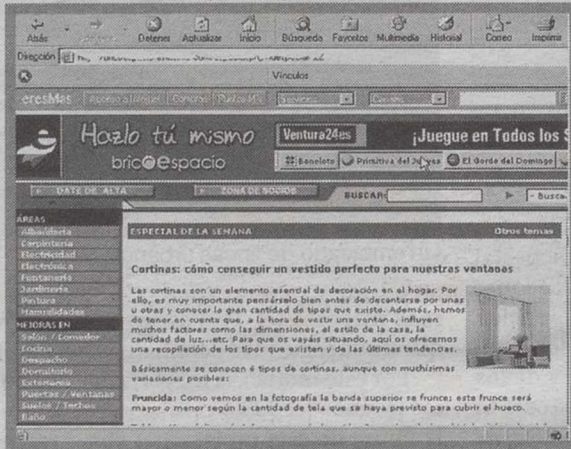 Atrás
Detener
Actualizar
Inicio
Búsqueda
Favoritos
Multimedia
Historial
Correo
Imprimir
Dirección
Vínculos
eresMas
Hazlo tú mismo
bricoespacio
Ventura24es
¡Juegue en Todos los S
Bonoloto
Primitiva del Jueves
El Gordo del Domingo
DATE DE ALTA
ZONA DE SOCIOS
BUSCAR:
- Busca
ÁREAS
Albañilería
Carpintería
Electricidad
Electrónica
Fontanería
Jardinería
Pintura
Manualidades
MEJORAS EN
Salón / Comedor
Cocina
Despacho
Dormitorio
Exteriores
Puertas / Ventanas
Suelos / Techos
Baño
ESPECIAL DE LA SEMANA
Otros temas
Cortinas: cómo conseguir un vestido perfecto para nuestras ventanas
Las cortinas son un elemento esencial de decoración en el hogar. Por
ello, es muy importante pensárselo bien antes de decantarse por unas
u otras y conocer la gran cantidad de tipos que existe. Además, hemos
de tener en cuenta que, a la hora de vestir una ventana, influyen
muchos factores como las dimensiones, el estilo de la casa, la
cantidad de luz...etc. Para que os vayáis situando, aquí os ofrecemos
una recopilación de los tipos que existen y de las últimas tendencias.
Básicamente se conocen 6 tipos de cortinas, aunque con muchísimas
variaciones posibles:
Fruncida: Como vemos en la fotografía la banda superior se frunce; este frunce será
mayor o menor según la cantidad de tela que se haya previsto para cubrir el hueco.